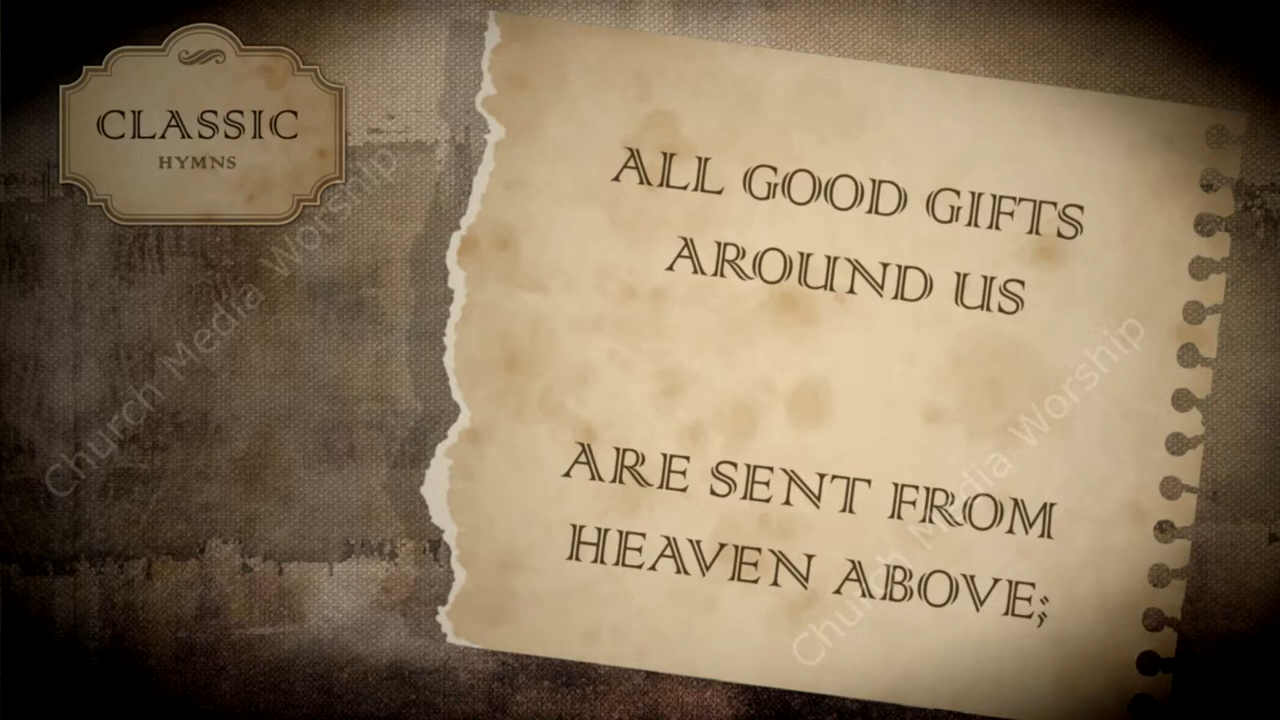 CLASSIC
HYMNS
ALL GOOD GIFTS
AROUND US
ARE SENT FROM
HEAVEN ABOVE;
Church Media Worship
Church Media Worship